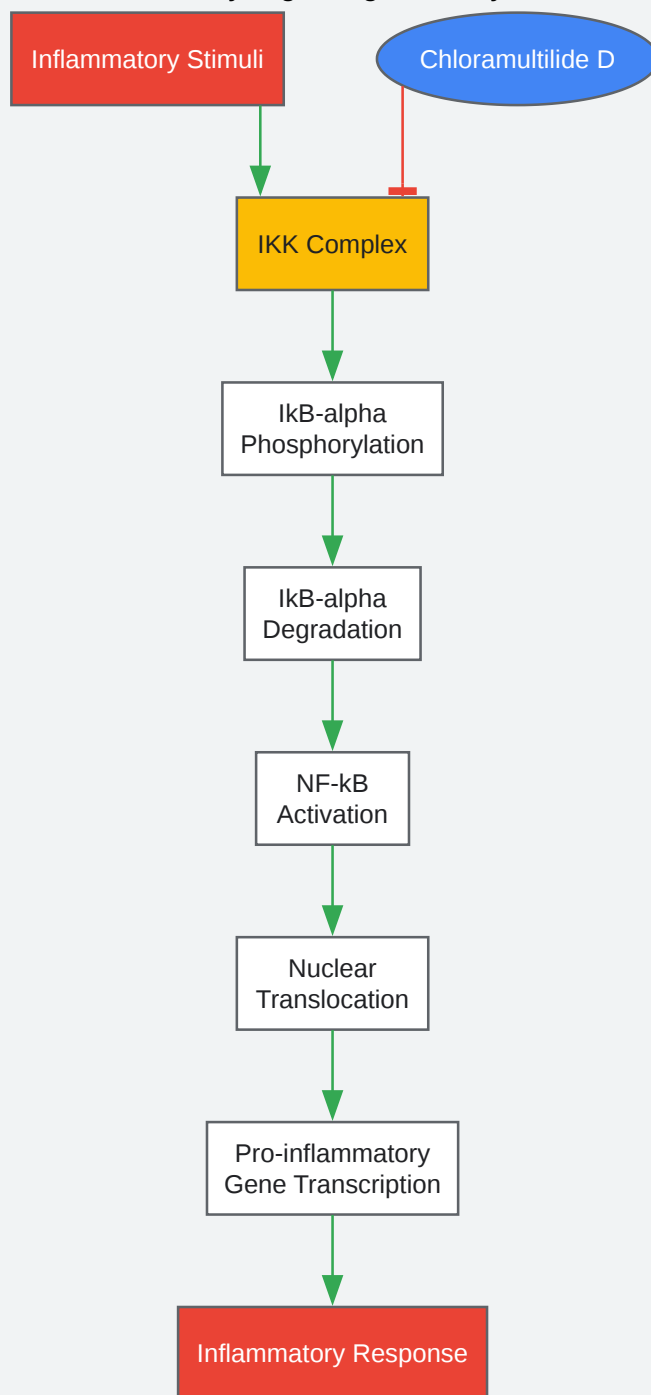 Inflammatory Stimuli
Chloramultilide D
IKK Complex
IkB-alpha
Phosphorylation
IkB-alpha
Degradation
NF-kB
Activation
Nuclear
Translocation
Pro-inflammatory
Gene Transcription
Inflammatory Response